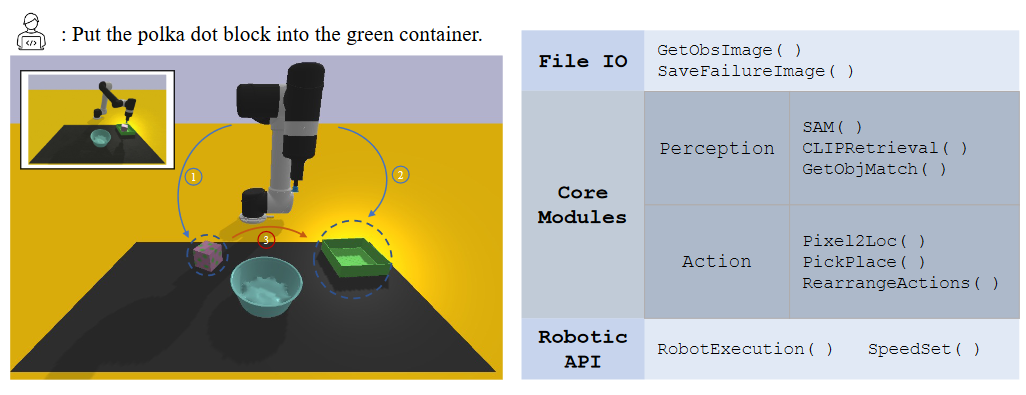 : Put the polka dot block into the green container.
1
2
3
File IO
GetObsImage( )
SaveFailureImage( )
Core
Modules
Perception
SAM( )
CLIPRetrieval( )
GetObjMatch( )
Action
Pixel2Loc( )
PickPlace( )
RearrangeActions( )
Robotic
API
RobotExecution( ) SpeedSet( )